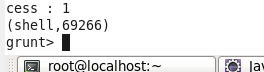 cess : 1
(shell,69266)
grunt>
root@localhost:~